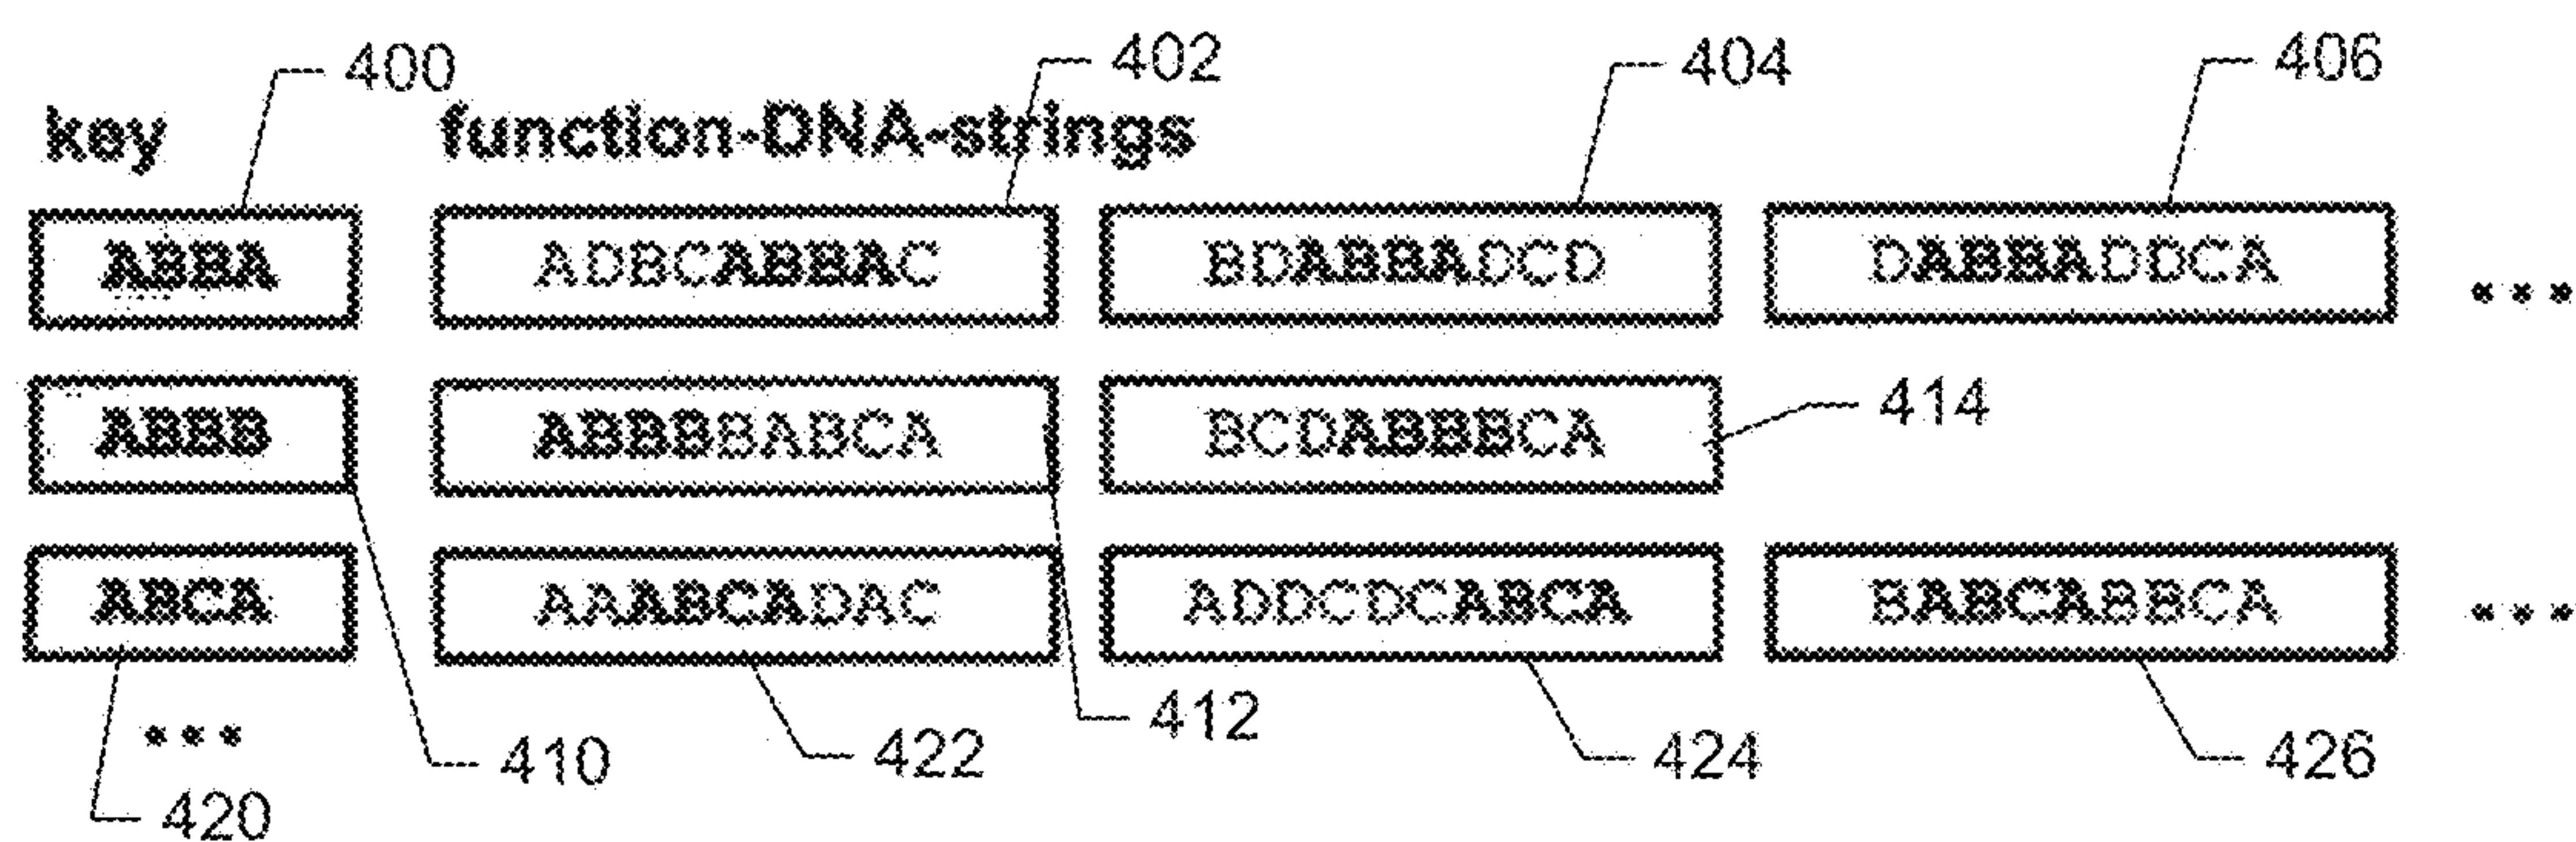 400 402 404 406
key function-DNA-strings
ABBA ADBCABBAC BDABBADCD DABBADDCA ...
ABBB ABBBBABCA BCDABBBCA 414
ABCA AAABCADAC ADDCDCABCA BABCABBCA ...
...
410 422 412 424 426
420